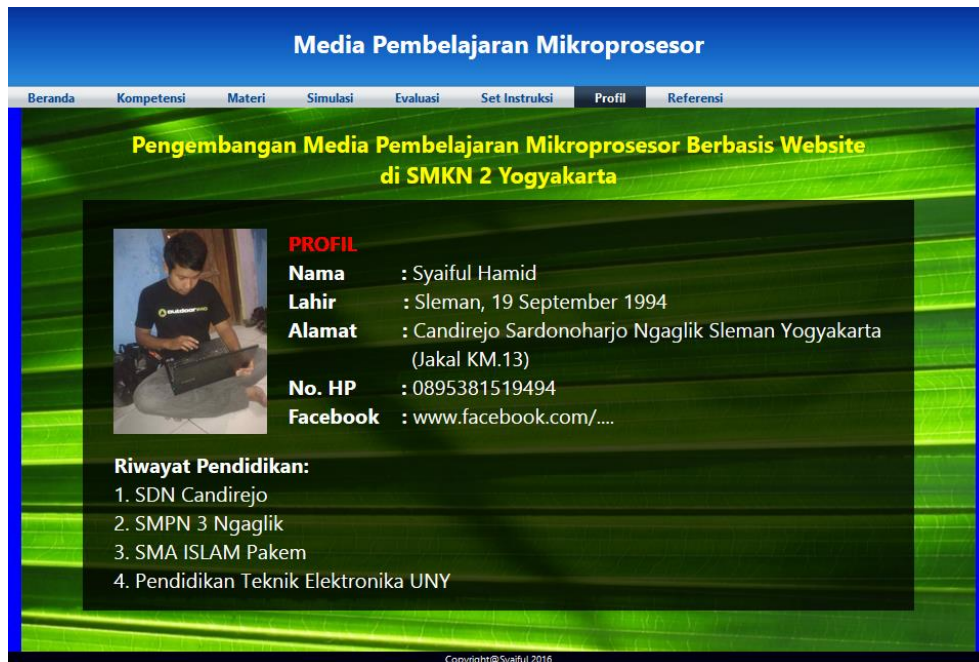 Media Pembelajaran Mikroprosesor
Beranda Kompetensi Materi Simulasi Evaluasi Set Instruksi Profil Referensi
Pengembangan Media Pembelajaran Mikroprosesor Berbasis Website
di SMKN 2 Yogyakarta
PROFIL
Nama : Syaiful Hamid
Lahir : Sleman, 19 September 1994
Alamat : Candirejo Sardonoharjo Ngaglik Sleman Yogyakarta
(Jakal KM.13)
No. HP : 0895381519494
Facebook : www.facebook.com/....
outdoor
Riwayat Pendidikan:
1. SDN Candirejo
2. SMPN 3 Ngaglik
3. SMA ISLAM Pakem
4. Pendidikan Teknik Elektronika UNY
Copyright@Syaiful 2016